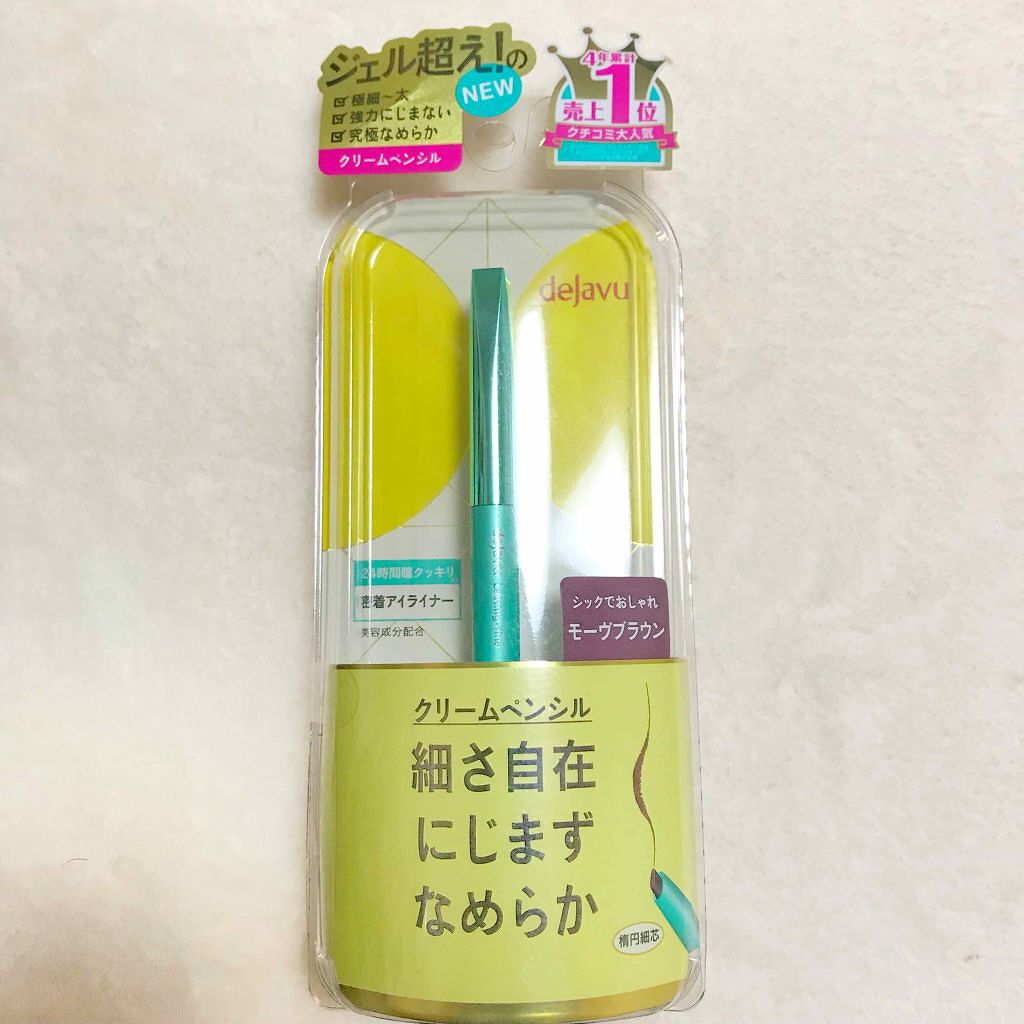 ジェル超え!の
NEW
極細~太
強力ににじまない
究極なめらか
クリームペンシル
4年累計
売上1位
クチコミ大人気
dejavu
24時間瞳クッキリ
密着アイライナー
美容成分配合
シックでおしゃれ
モーヴブラウン
クリームペンシル
細さ自在
にじまず
なめらか
楕円細芯